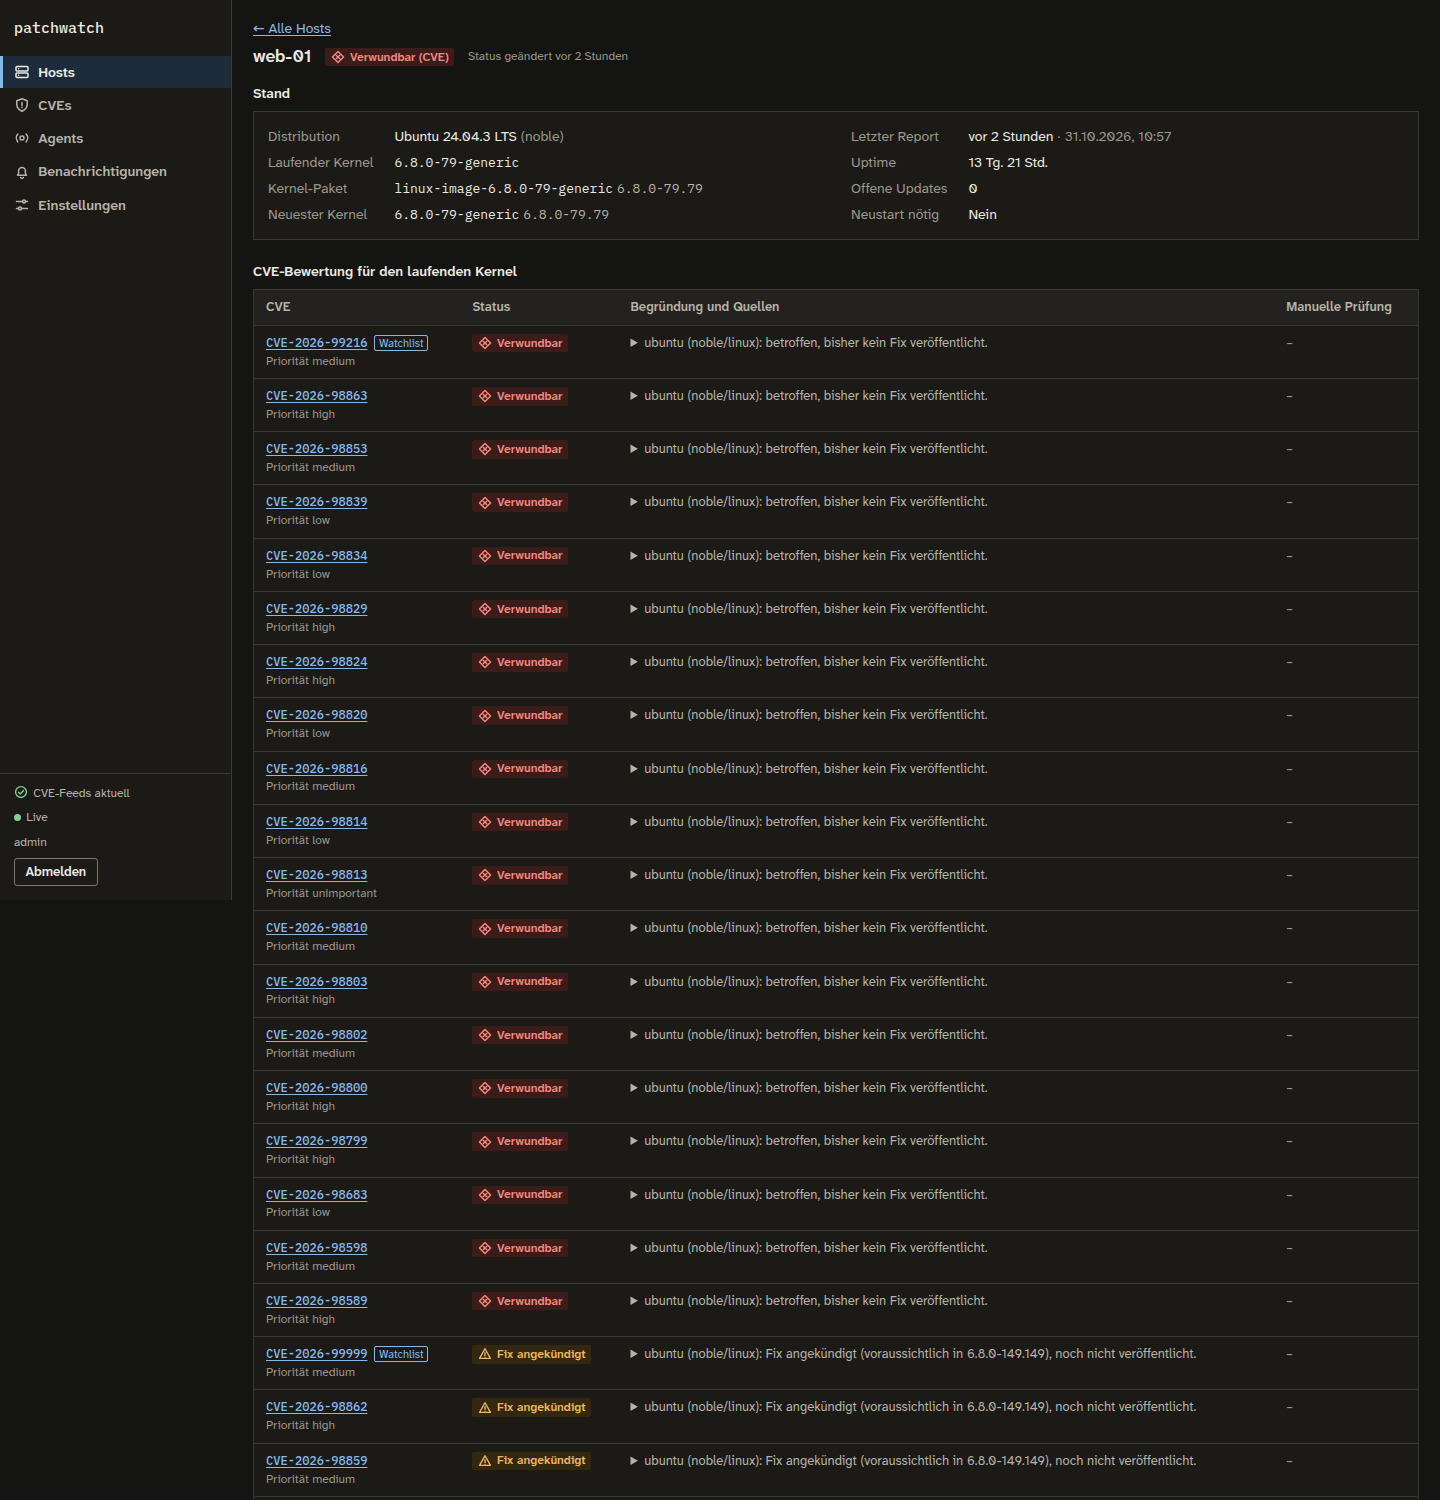 patchwatch
Hosts
CVEs
Agents
Benachrichtigungen
Einstellungen
CVE-Feeds aktuell
Live
admin
Abmelden
← Alle Hosts
web-01 Verwundbar (CVE) Status geändert vor 2 Stunden
Stand
Distribution Ubuntu 24.04.3 LTS (noble)
Laufender Kernel 6.8.0-79-generic
Kernel-Paket linux-image-6.8.0-79-generic 6.8.0-79.79
Neuester Kernel 6.8.0-79-generic 6.8.0-79.79
Letzter Report vor 2 Stunden · 31.10.2026, 10:57
Uptime 13 Tg. 21 Std.
Offene Updates 0
Neustart nötig Nein
CVE-Bewertung für den laufenden Kernel
CVE Status Begründung und Quellen Manuelle Prüfung
CVE-2026-99216 Watchlist Verwundbar ubuntu (noble/linux): betroffen, bisher kein Fix veröffentlicht. –
Priorität medium
CVE-2026-98863 Verwundbar ubuntu (noble/linux): betroffen, bisher kein Fix veröffentlicht. –
Priorität high
CVE-2026-98853 Verwundbar ubuntu (noble/linux): betroffen, bisher kein Fix veröffentlicht. –
Priorität medium
CVE-2026-98839 Verwundbar ubuntu (noble/linux): betroffen, bisher kein Fix veröffentlicht. –
Priorität low
CVE-2026-98834 Verwundbar ubuntu (noble/linux): betroffen, bisher kein Fix veröffentlicht. –
Priorität low
CVE-2026-98829 Verwundbar ubuntu (noble/linux): betroffen, bisher kein Fix veröffentlicht. –
Priorität high
CVE-2026-98824 Verwundbar ubuntu (noble/linux): betroffen, bisher kein Fix veröffentlicht. –
Priorität high
CVE-2026-98820 Verwundbar ubuntu (noble/linux): betroffen, bisher kein Fix veröffentlicht. –
Priorität low
CVE-2026-98816 Verwundbar ubuntu (noble/linux): betroffen, bisher kein Fix veröffentlicht. –
Priorität medium
CVE-2026-98814 Verwundbar ubuntu (noble/linux): betroffen, bisher kein Fix veröffentlicht. –
Priorität low
CVE-2026-98813 Verwundbar ubuntu (noble/linux): betroffen, bisher kein Fix veröffentlicht. –
Priorität unimportant
CVE-2026-98810 Verwundbar ubuntu (noble/linux): betroffen, bisher kein Fix veröffentlicht. –
Priorität medium
CVE-2026-98803 Verwundbar ubuntu (noble/linux): betroffen, bisher kein Fix veröffentlicht. –
Priorität high
CVE-2026-98802 Verwundbar ubuntu (noble/linux): betroffen, bisher kein Fix veröffentlicht. –
Priorität medium
CVE-2026-98800 Verwundbar ubuntu (noble/linux): betroffen, bisher kein Fix veröffentlicht. –
Priorität high
CVE-2026-98799 Verwundbar ubuntu (noble/linux): betroffen, bisher kein Fix veröffentlicht. –
Priorität high
CVE-2026-98683 Verwundbar ubuntu (noble/linux): betroffen, bisher kein Fix veröffentlicht. –
Priorität low
CVE-2026-98598 Verwundbar ubuntu (noble/linux): betroffen, bisher kein Fix veröffentlicht. –
Priorität medium
CVE-2026-98589 Verwundbar ubuntu (noble/linux): betroffen, bisher kein Fix veröffentlicht. –
Priorität high
CVE-2026-99999 Watchlist Fix angekündigt ubuntu (noble/linux): Fix angekündigt (voraussichtlich in 6.8.0-149.149), noch nicht veröffentlicht. –
Priorität medium
CVE-2026-98862 Fix angekündigt ubuntu (noble/linux): Fix angekündigt (voraussichtlich in 6.8.0-149.149), noch nicht veröffentlicht. –
Priorität high
CVE-2026-98859 Fix angekündigt ubuntu (noble/linux): Fix angekündigt (voraussichtlich in 6.8.0-149.149), noch nicht veröffentlicht. –
Priorität medium